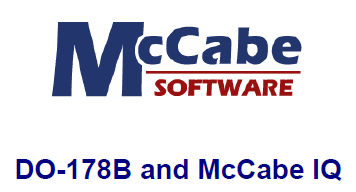 McCabe
SOFTWARE
DO-178B and McCabe IQ